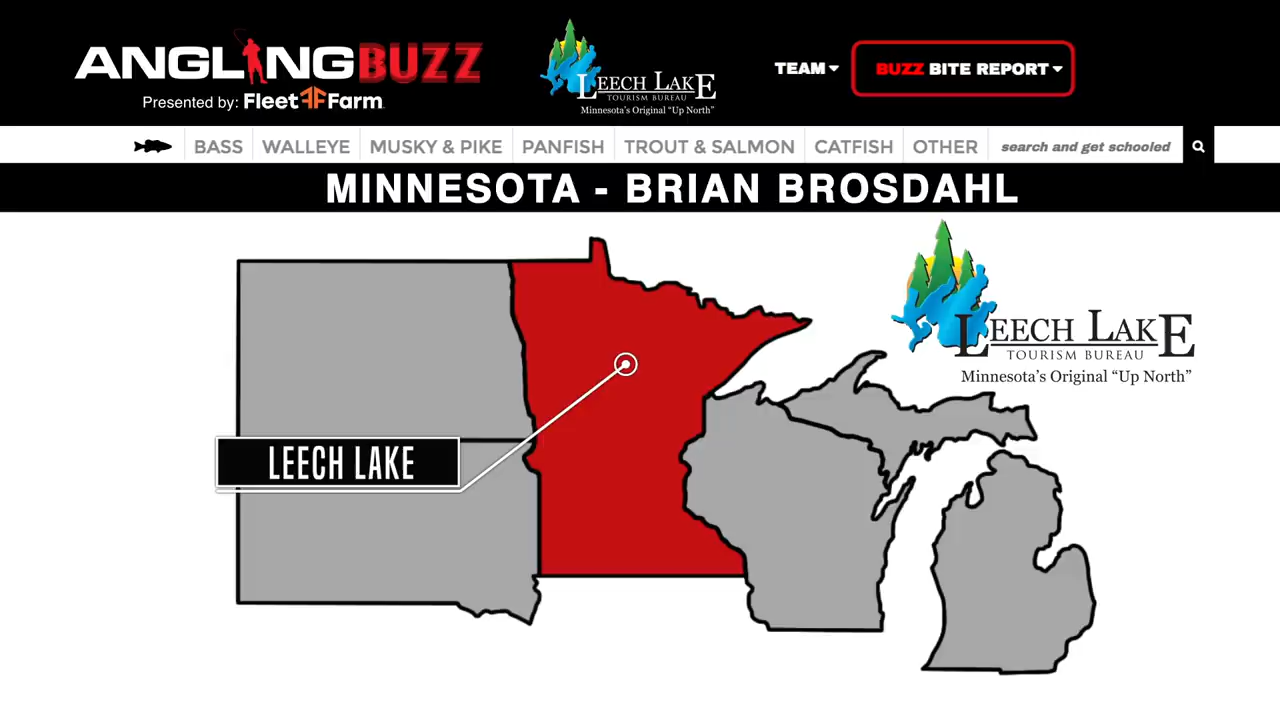 ANGLINGBUZZ
Presented by: Fleet Farm
LEECH LAKE
TOURISM BUREAU
Minnesota's Original "Up North"
TEAM
BUZZ BITE REPORT
BASS
WALLEYE
MUSKY & PIKE
PANFISH
TROUT & SALMON
CATFISH
OTHER
search and get schooled
MINNESOTA - BRIAN BROSDAHL
LEECH LAKE
TOURISM BUREAU
Minnesota's Original "Up North"
LEECH LAKE